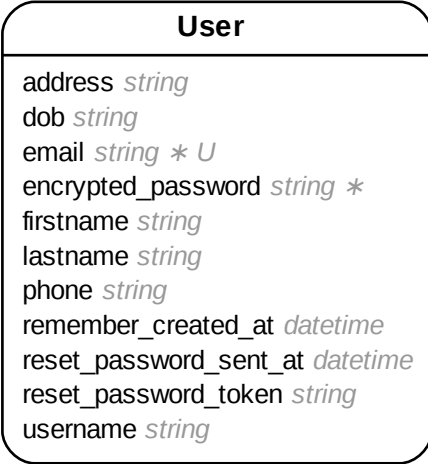 User
address string
dob string
email string ∗ U
encrypted_password string ∗
firstname string
lastname string
phone string
remember_created_at datetime
reset_password_sent_at datetime
reset_password_token string
username string